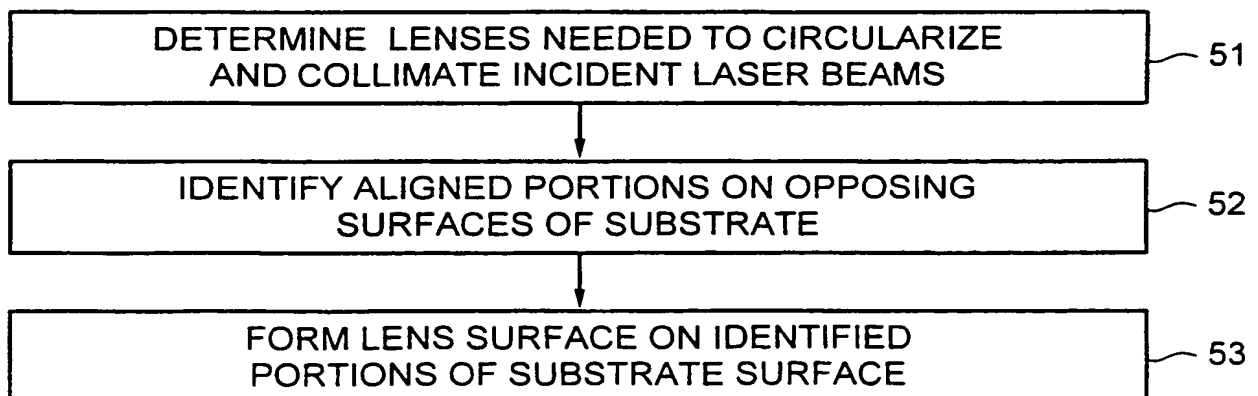 DETERMINE LENSES NEEDED TO CIRCULARIZE
AND COLLIMATE INCIDENT LASER BEAMS
51
IDENTIFY ALIGNED PORTIONS ON OPPOSING
SURFACES OF SUBSTRATE
52
FORM LENS SURFACE ON IDENTIFIED
PORTIONS OF SUBSTRATE SURFACE
53